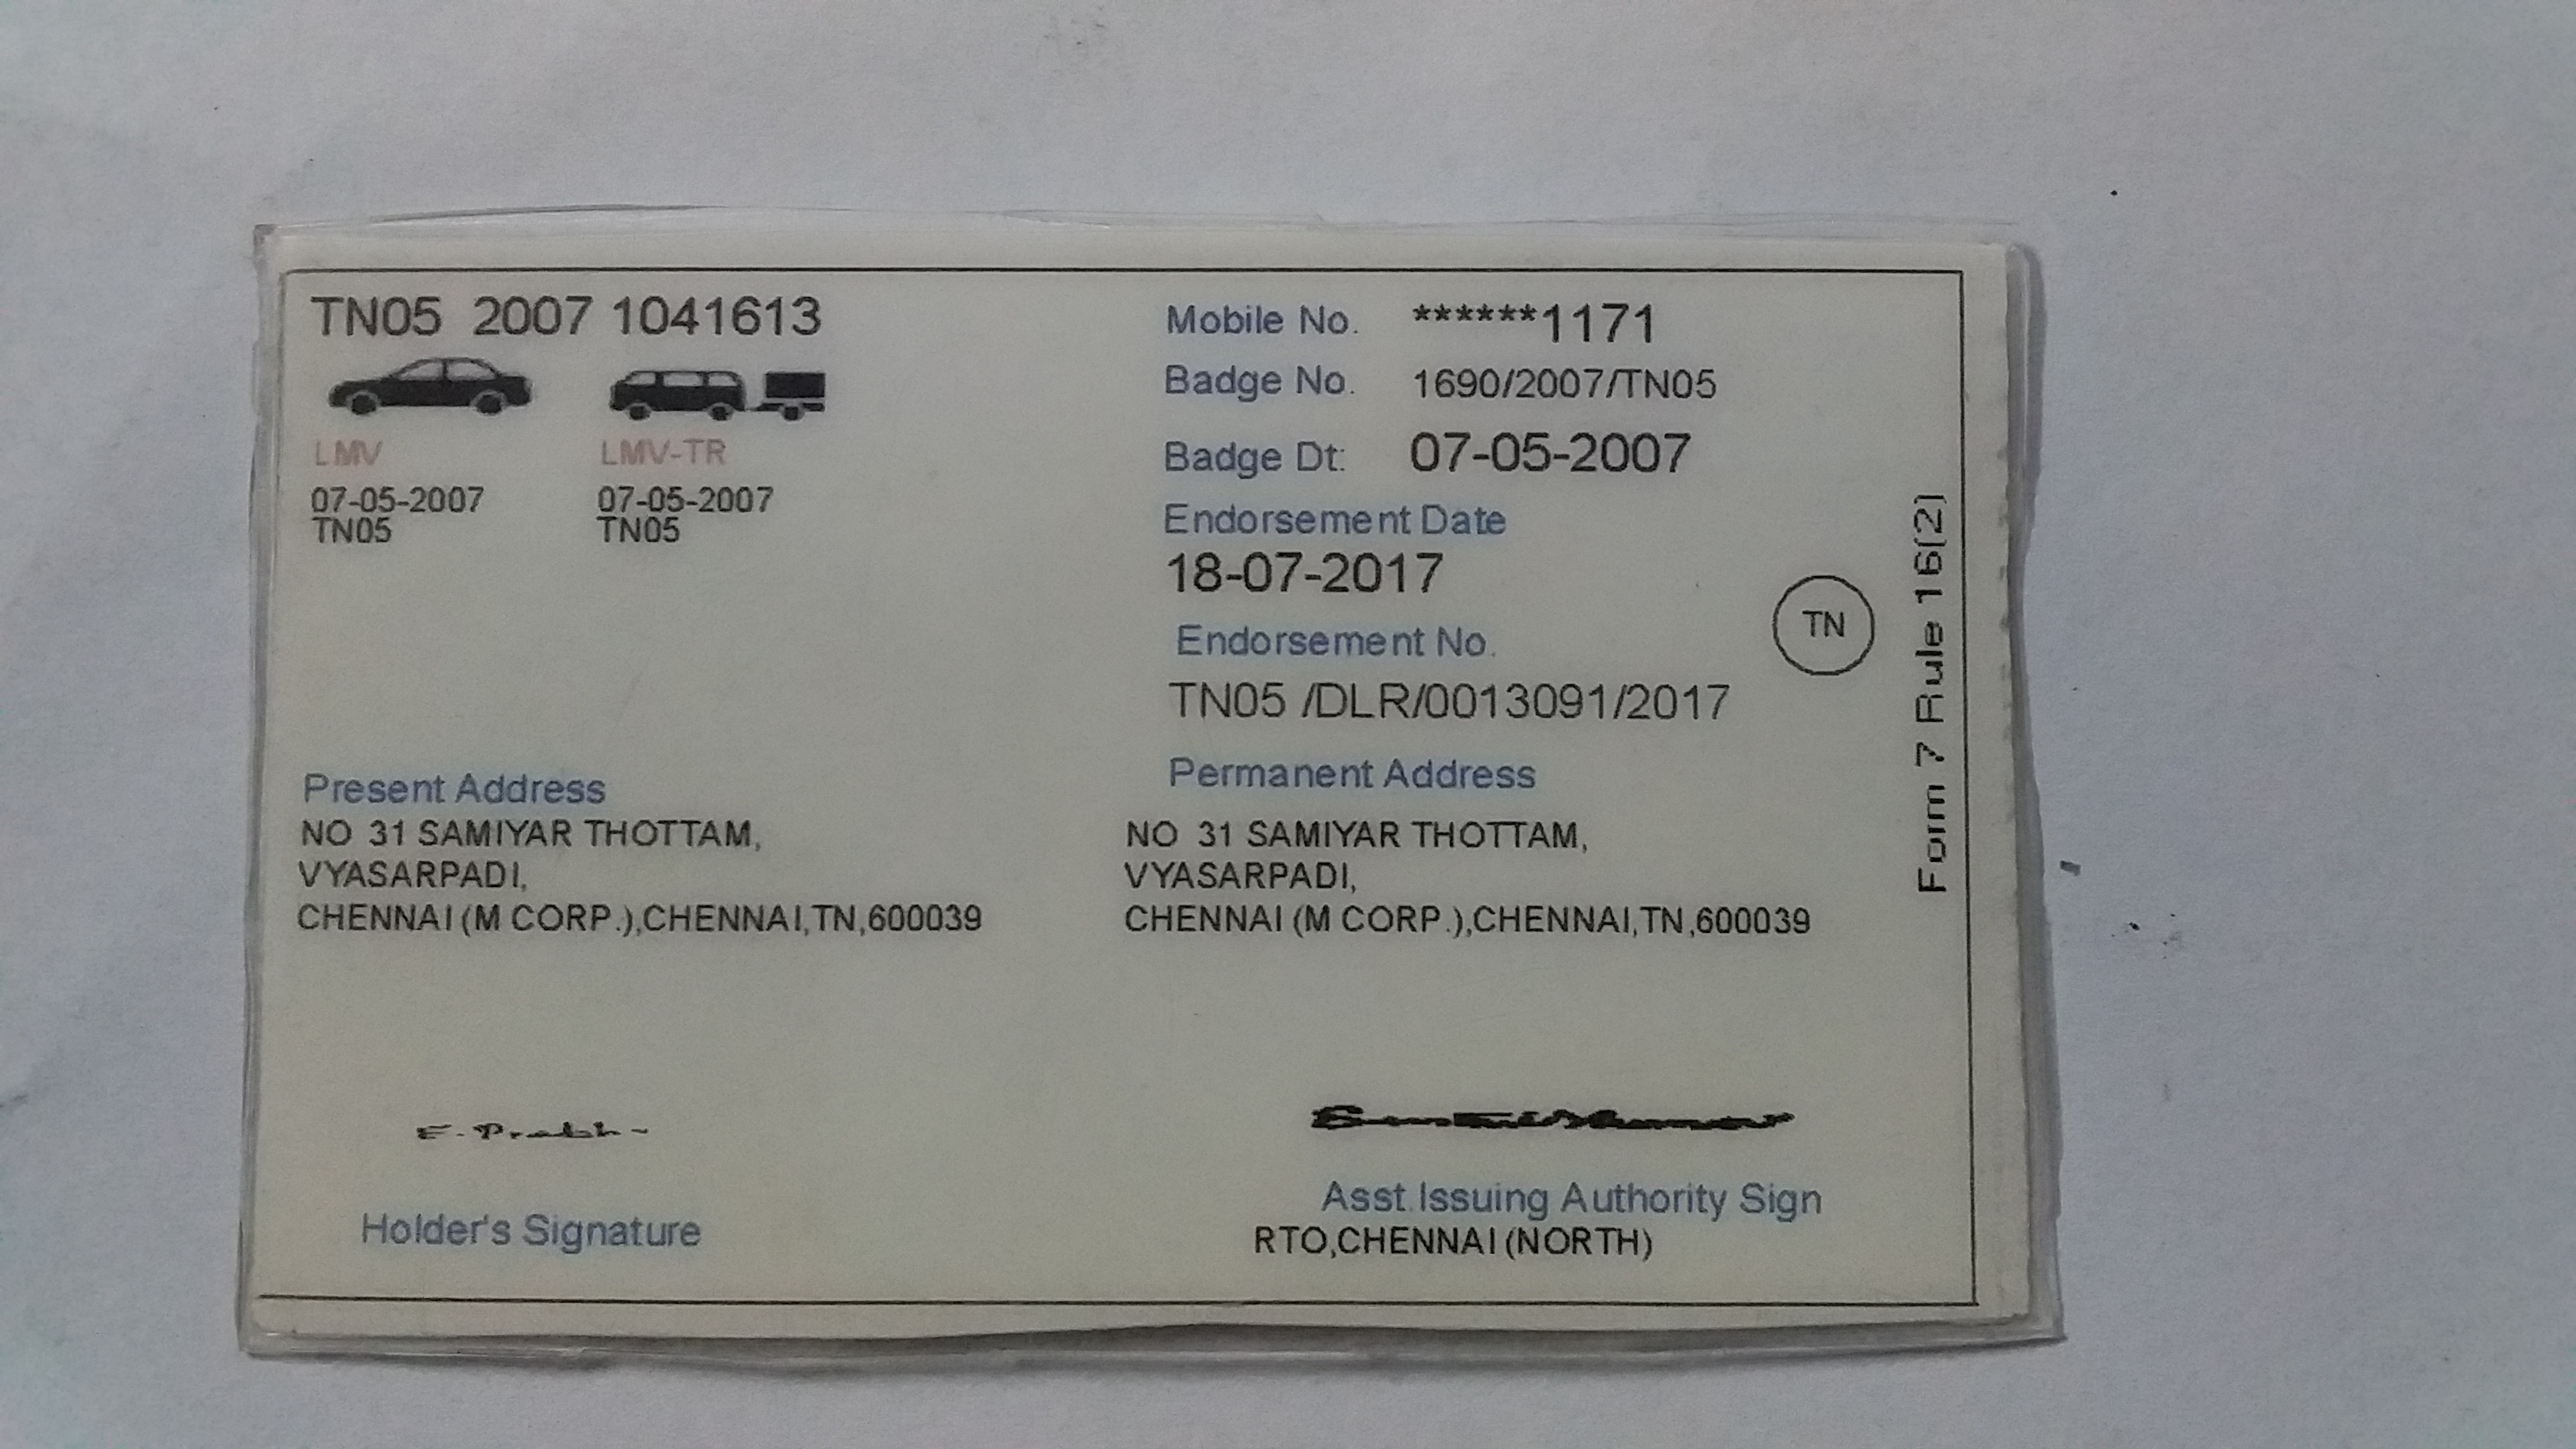 TN05 2007 1041613
LMV LMV-TR
07-05-2007 07-05-2007
TN05 TN05
Mobile No. ******1171
Badge No. 1690/2007/TN05
Badge Dt: 07-05-2007
Endorsement Date
18-07-2017
Endorsement No.
TN05 /DLR/0013091/2017
TN
Form 7 Rule 16(2)
Present Address
NO 31 SAMIYAR THOTTAM,
VYASARPADI,
CHENNAI (M CORP.),CHENNAI,TN,600039
Permanent Address
NO 31 SAMIYAR THOTTAM,
VYASARPADI,
CHENNAI (M CORP.),CHENNAI,TN,600039
Holder's Signature
Asst.Issuing Authority Sign
RTO,CHENNAI (NORTH)